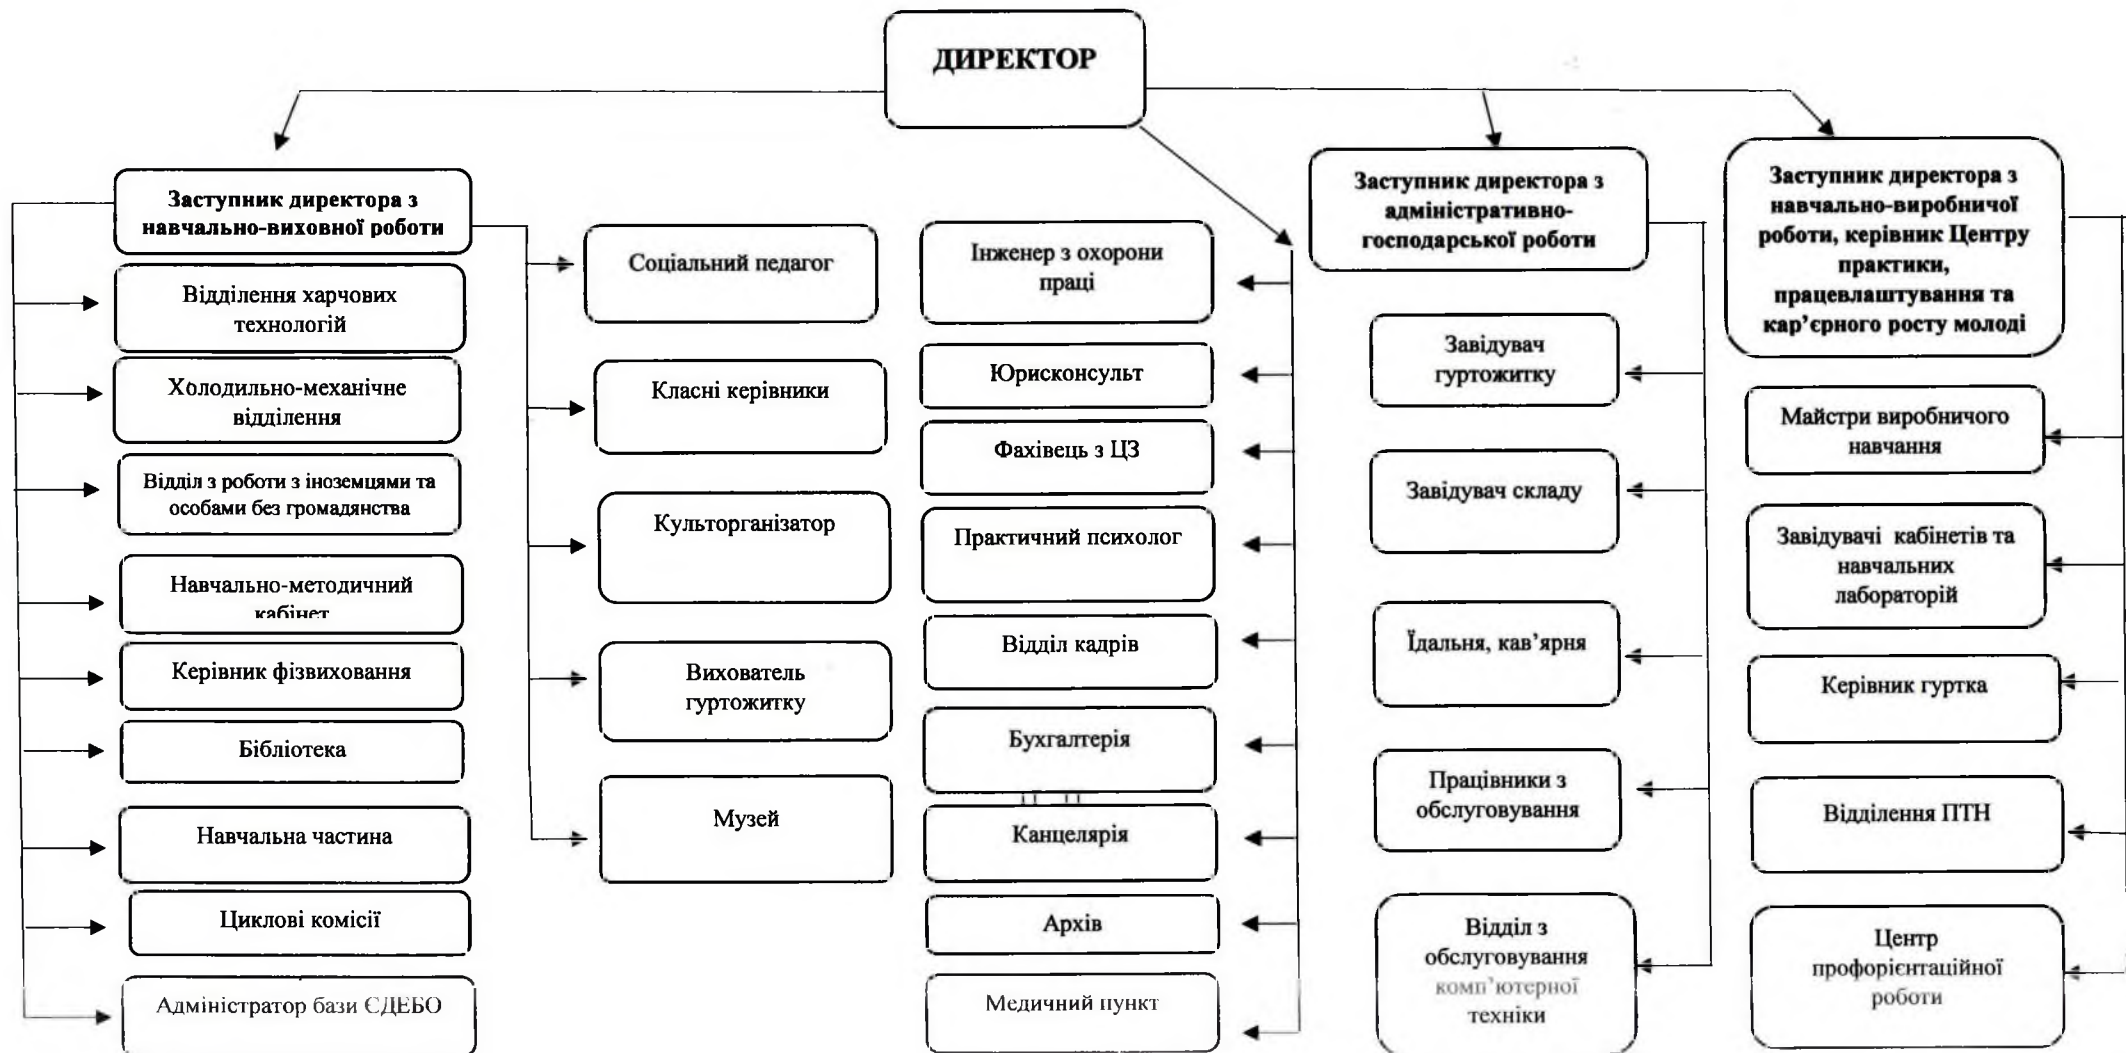 ДИРЕКТОР
Заступник директора з
навчально-виховної роботи
Відділення харчових
технологій
Холодильно-механічне
відділення
Відділ з роботи з іноземцями та
особами без громадянства
Навчально-методичний
кабінет
Керівник фізвиховання
Бібліотека
Навчальна частина
Циклові комісії
Адміністратор бази ЄДЕБО
Соціальний педагог
Класні керівники
Культорганізатор
Вихователь
гуртожитку
Музей
Інженер з охорони
праці
Юрисконсульт
Фахівець з ЦЗ
Практичний психолог
Відділ кадрів
Бухгалтерія
Канцелярія
Архів
Медичний пункт
Заступник директора з
адміністративно-
господарської роботи
Завідувач
гуртожитку
Завідувач складу
Їдальня, кав’ярня
Працівники з
обслуговування
Відділ з
обслуговування
комп’ютерної
техніки
Заступник директора з
навчально-виробничої
роботи, керівник Центру
практики,
працевлаштування та
кар’єрного росту молоді
Майстри виробничого
навчання
Завідувачі кабінетів та
навчальних
лабораторій
Керівник гуртка
Відділення ПТН
Центр
профорієнтаційної
роботи